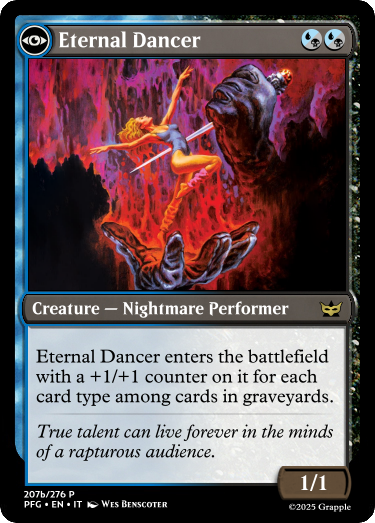 Eternal Dancer
Creature — Nightmare Performer
Eternal Dancer enters the battlefield
with a +1/+1 counter on it for each
card type among cards in graveyards.
True talent can live forever in the minds
of a rapturous audience.
1/1
207b/276 P
PFG • EN • IT Wes Benscoter
©2025 Grapple